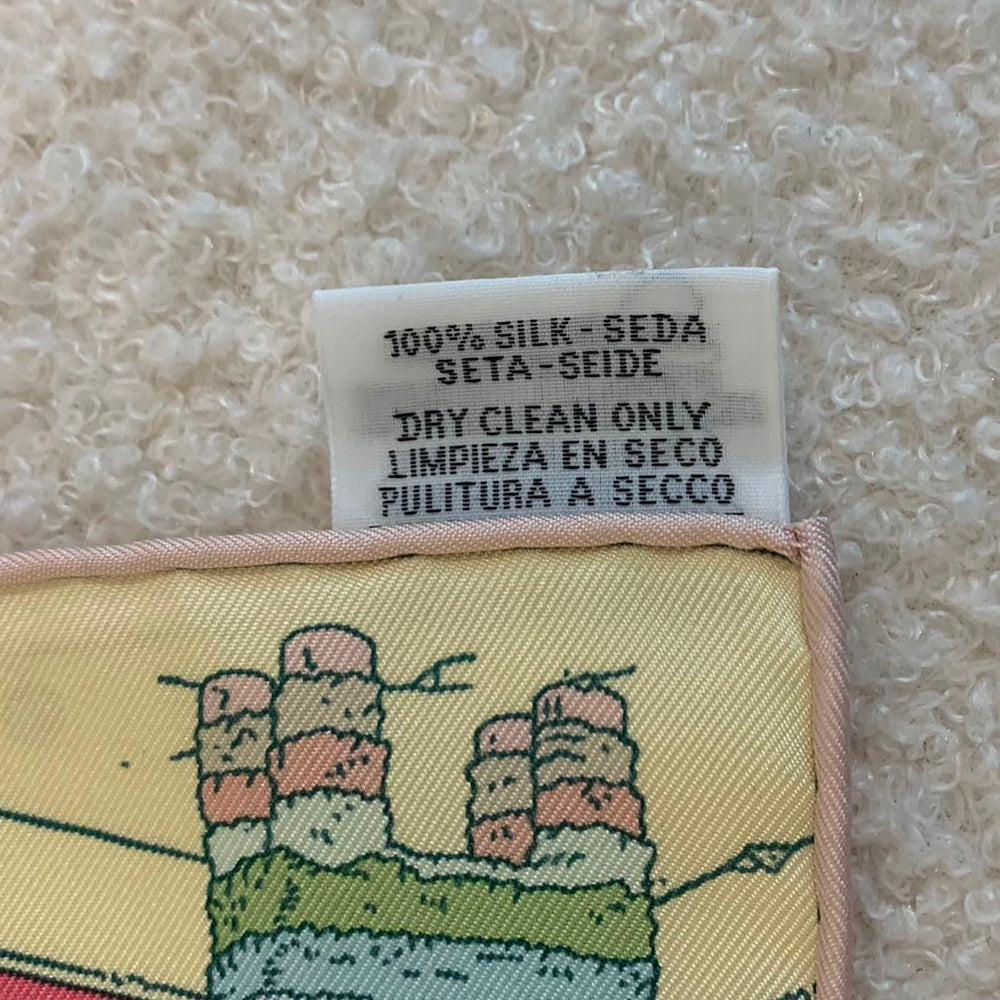 100% SILK-SEDA
SETA-SEIDE
DRY CLEAN ONLY
LIMPIEZA EN SECO
PULITURA A SECCO